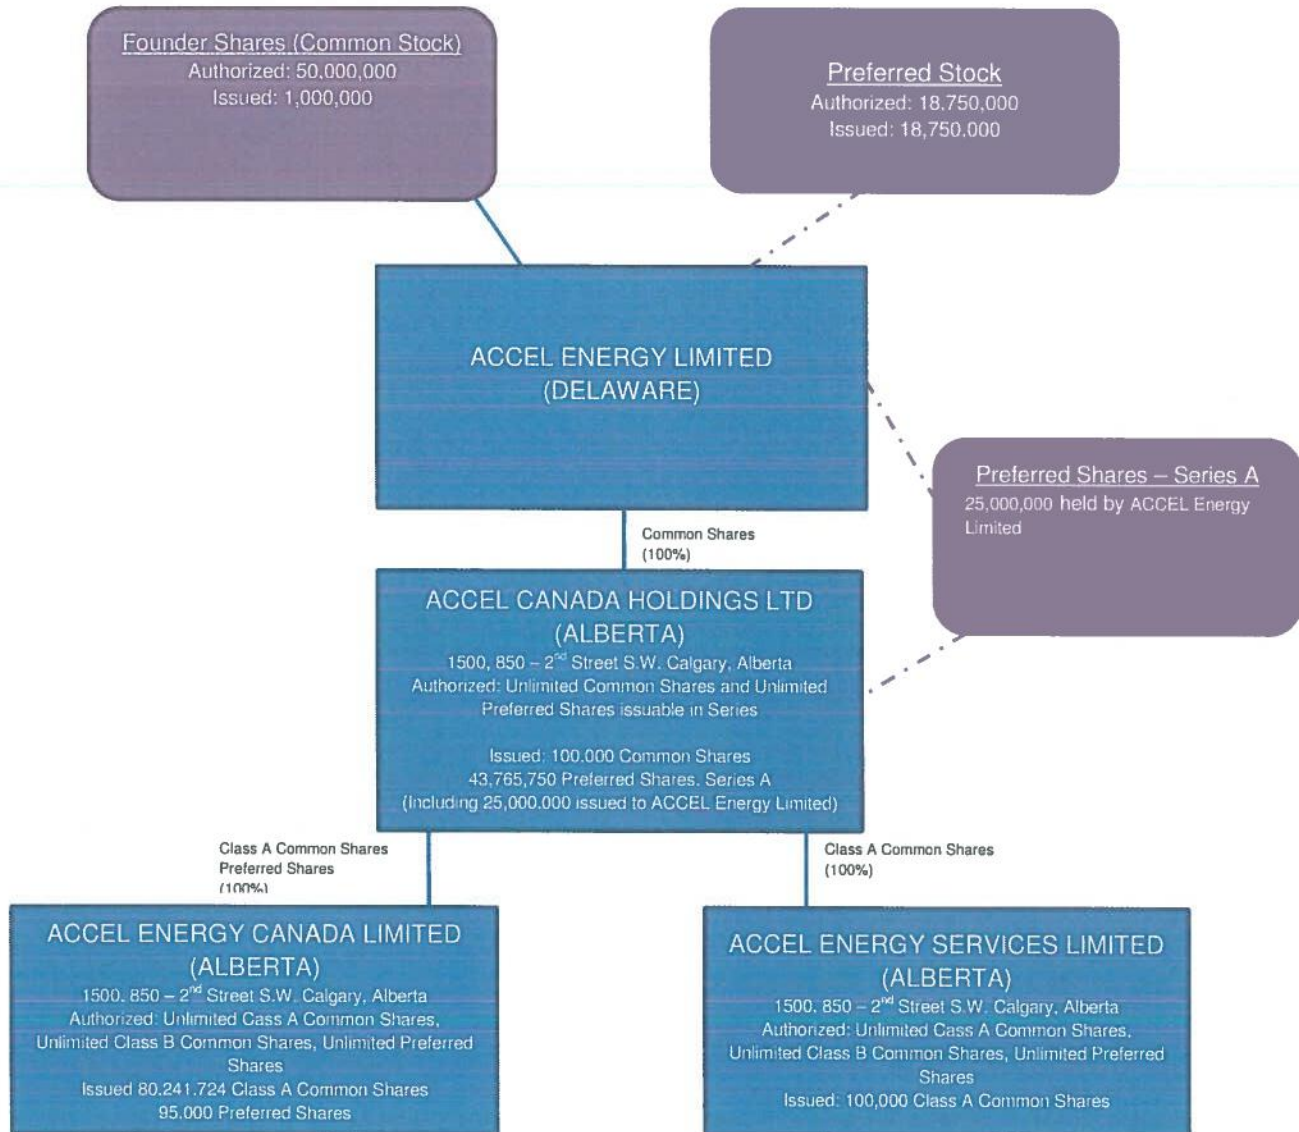 Founder Shares (Common Stock)
Authorized: 50,000,000
Issued: 1,000,000
Preferred Stock
Authorized: 18,750,000
Issued: 18,750,000
ACCEL ENERGY LIMITED
(DELAWARE)
Preferred Shares – Series A
25,000,000 held by ACCEL Energy
Limited
Common Shares
(100%)
ACCEL CANADA HOLDINGS LTD
(ALBERTA)
1500, 850 – 2nd Street S.W. Calgary, Alberta
Authorized: Unlimited Common Shares and Unlimited
Preferred Shares issuable in Series
Issued: 100.000 Common Shares
43,765,750 Preferred Shares. Series A
(Including 25,000.000 issued to ACCEL Energy Limited)
Class A Common Shares
Preferred Shares
(100%)
Class A Common Shares
(100%)
ACCEL ENERGY CANADA LIMITED
(ALBERTA)
1500. 850 – 2nd Street S.W. Calgary, Alberta
Authorized: Unlimited Cass A Common Shares,
Unlimited Class B Common Shares, Unlimited Preferred
Shares
Issued 80.241.724 Class A Common Shares
95.000 Preferred Shares
ACCEL ENERGY SERVICES LIMITED
(ALBERTA)
1500. 850 – 2nd Street S.W. Calgary, Alberta
Authorized: Unlimited Cass A Common Shares.
Unlimited Class B Common Shares, Unlimited Preferred
Shares
Issued: 100,000 Class A Common Shares